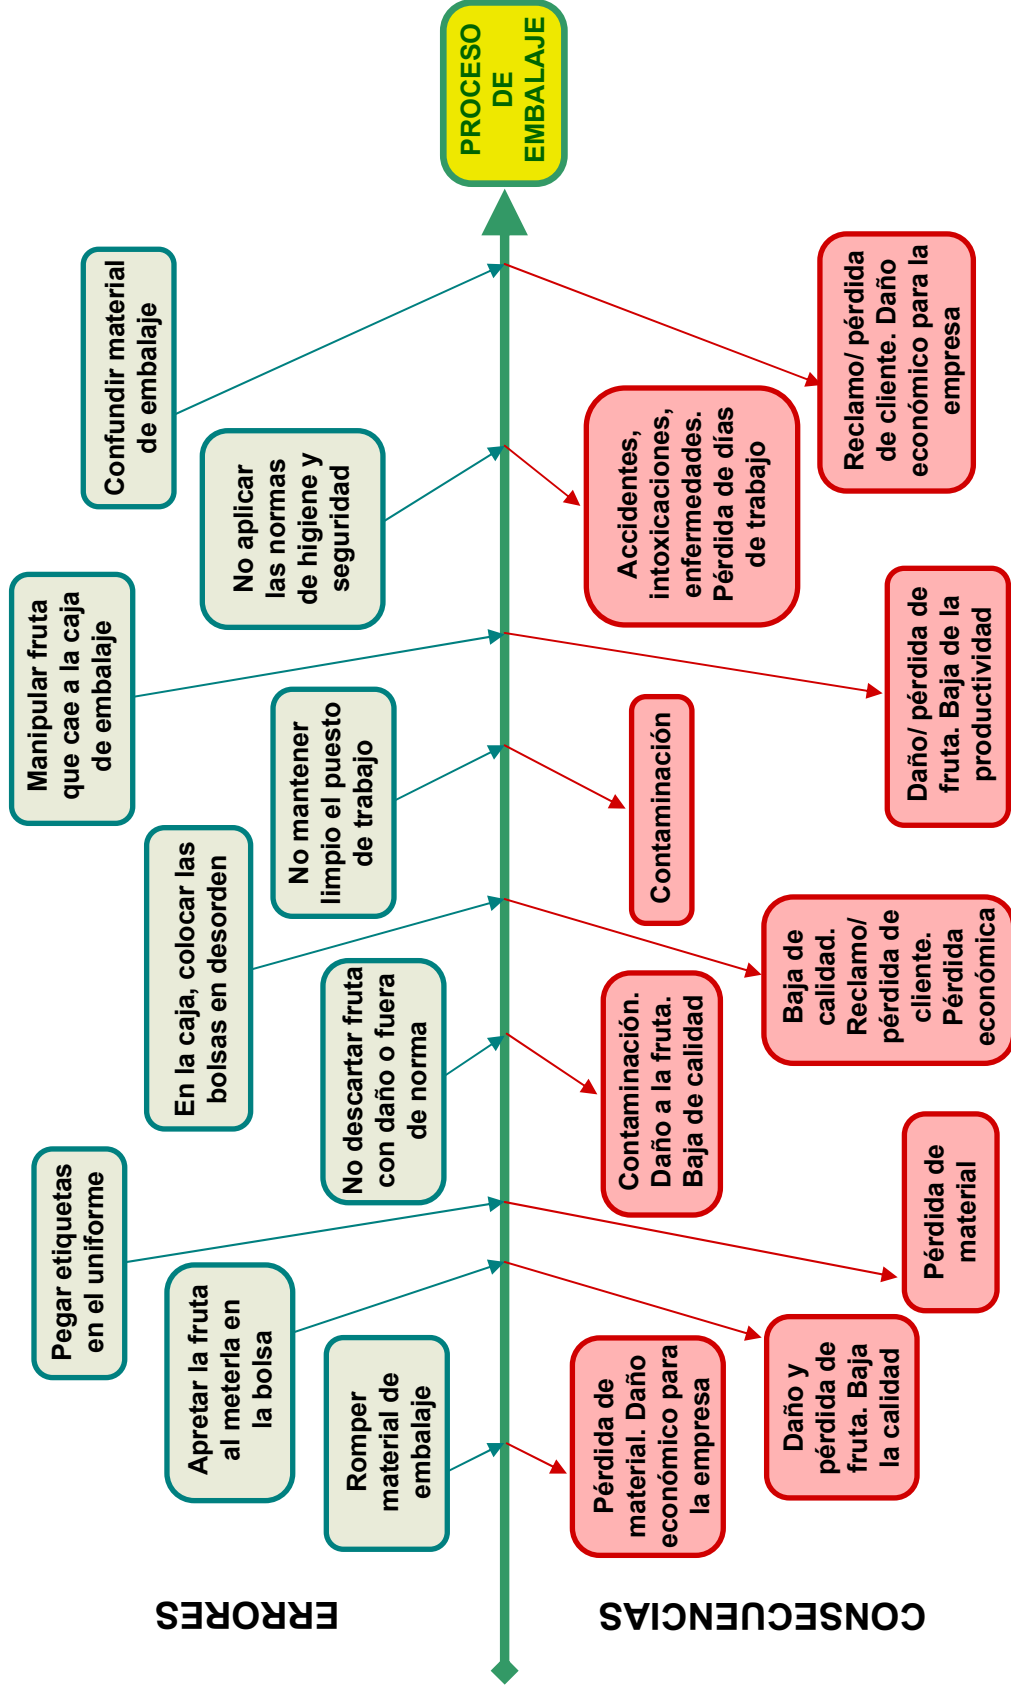 ERRORES
Romper
material de
embalaje
Apretar la fruta
al meterla en
la bolsa
Pegar etiquetas
en el uniforme
No descartar fruta
con daño o fuera
de norma
En la caja, colocar las
bolsas en desorden
No mantener
limpio el puesto
de trabajo
Manipular fruta
que cae a la caja
de embalaje
No aplicar
las normas
de higiene y
seguridad
Confundir material
de embalaje
PROCESO
DE
EMBALAJE
CONSECUENCIAS
Pérdida de
material. Daño
económico para
la empresa
Daño y
pérdida de
fruta. Baja
la calidad
Pérdida de
material
Contaminación.
Daño a la fruta.
Baja de calidad
Baja de
calidad.
Reclamo/
pérdida de
cliente.
Pérdida
económica
Contaminación
Daño/ pérdida de
fruta. Baja de la
productividad
Accidentes,
intoxicaciones,
enfermedades.
Pérdida de días
de trabajo
Reclamo/ pérdida
de cliente. Daño
económico para la
empresa